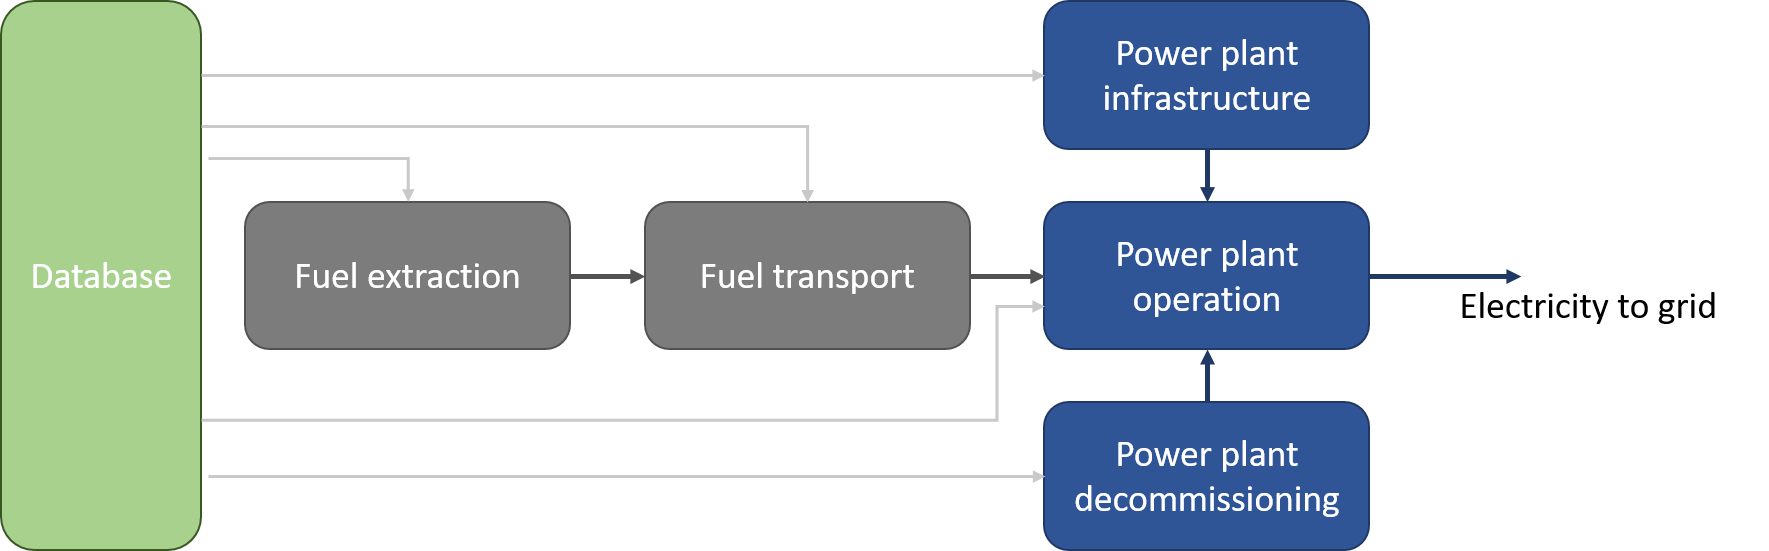 Database
Fuel extraction
Fuel transport
Power plant
infrastructure
Power plant
operation
Power plant
decommissioning
Electricity to grid